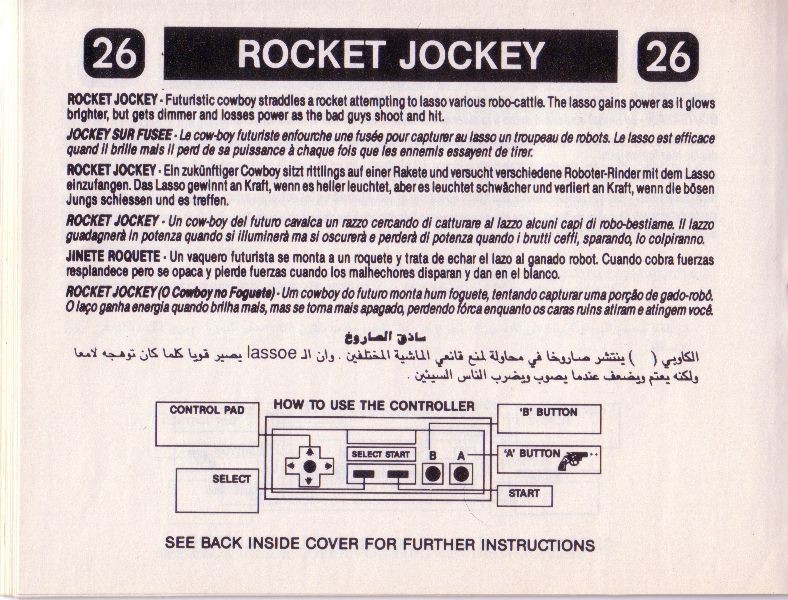 26 ROCKET JOCKEY 26
ROCKET JOCKEY - Futuristic cowboy straddles a rocket attempting to lasso various robo-cattle. The lasso gains power as it glows
brighter, but gets dimmer and losses power as the bad guys shoot and hit.
JOCKEY SUR FUSEE - Le cow-boy futuriste enfourche une fusée pour capturer au lasso un troupeau de robots. Le lasso est efficace
quand il brille mais il perd de sa puissance à chaque fois que les ennemis essayent de tirer.
ROCKET JOCKEY - Ein zukünftiger Cowboy sitzt rittlings auf einer Rakete und versucht verschiedene Roboter-Rinder mit dem Lasso
einzufangen. Das Lasso gewinnt an Kraft, wenn es heller leuchtet, aber es leuchtet schwächer und verliert an Kraft, wenn die bösen
Jungs schiessen und es treffen.
ROCKET JOCKEY - Un cow-boy del futuro cavalca un razzo cercando di catturare al lazzo alcuni capi di robo-bestiame. Il lazzo
guadagnerà in potenza quando si illuminerà ma si oscurerà e perderà di potenza quando i brutti ceffi, sparando, lo colpiranno.
JINETE ROQUETE - Un vaquero futurista se monta a un roquete y trata de echar el lazo al ganado robot. Cuando cobra fuerzas
resplandece pero se opaca y pierde fuerzas cuando los malhechores disparan y dan en el blanco.
ROCKET JOCKEY (O Cowboy no Foguete) - Um cowboy do futuro monta hum foguete, tentando capturar uma porção de gado-robô.
O laço ganha energia quando brilha mais, mas se torna mais apagado, perdendo fôrca enquanto os caras ruins atiram e atingem você.
سائق الصاروخ
الكاوبي ( ) ينتشر صاروخا في محاولة لمنع قانعي الماشية المختلفين . وان الـ lassoe يصير قويا كلما كان توهجه لامعا
ولكنه يعتم ويضعف عندما يصوب ويضرب الناس السيئين .
CONTROL PAD HOW TO USE THE CONTROLLER 'B' BUTTON
SELECT START B A 'A' BUTTON
SELECT START
SEE BACK INSIDE COVER FOR FURTHER INSTRUCTIONS